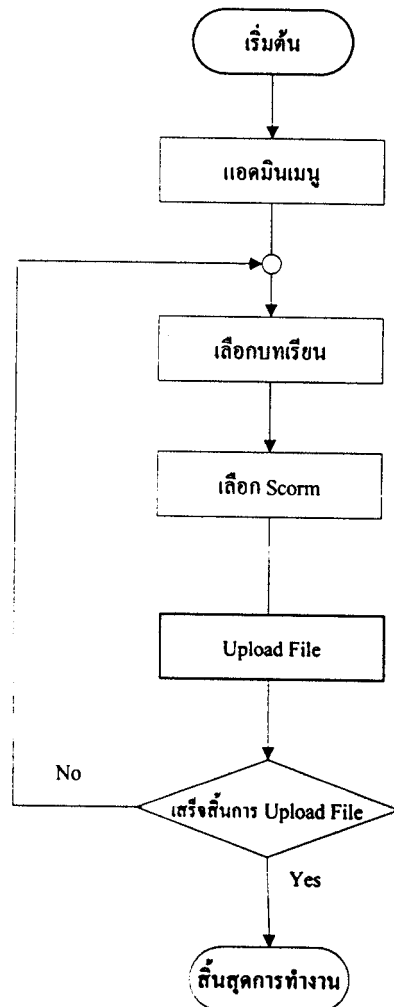 เริ่มต้น
แอดมินเมนู
เลือกบทเรียน
เลือก Scorm
Upload File
No
เสร็จสิ้นการ Upload File
Yes
สิ้นสุดการทำงาน